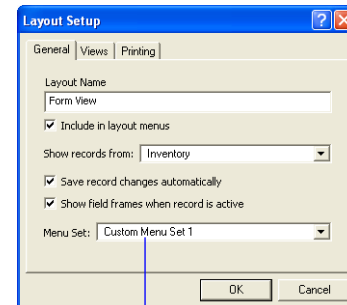 Layout Setup
General Views Printing
Layout Name
Form View
Include in layout menus
Show records from: Inventory
Save record changes automatically
Show field frames when record is active
Menu Set: Custom Menu Set 1
OK Cancel